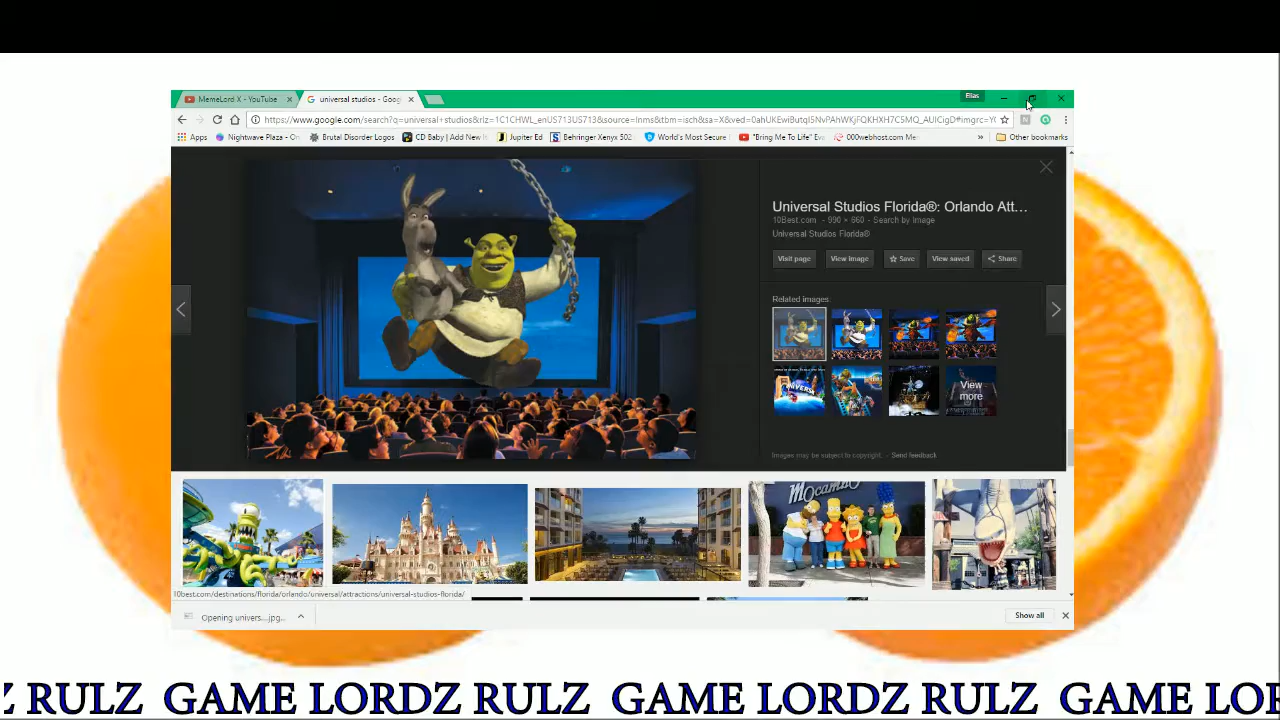 MemeLord X - YouTube
universal studios - Goog
Elias
https://www.google.com/search?q=universal+studios&rlz=1C1CHWL_enUS713US713&source=lnms&tbm=isch&sa=X&ved=
Apps
Nightwave Plaza - On
Brutal Disorder Logos
CD Baby | Add New It
Jupiter Ed
Behringer Xenyx 502
World's Most Secure
"Bring Me To Life" Eva
000webhost.com Me
»
Other bookmarks
Universal Studios Florida®: Orlando Att...
10Best.com - 990 × 660 - Search by image
Universal Studios Florida®
Visit page
View image
Save
View saved
Share
Related images:
View more
Images may be subject to copyright. - Send feedback
Mocambo
10best.com/destinations/florida/orlando/universal/attractions/universal-studios-florida/
Opening univers....jpg
Show all
Z RULZ GAME LORDZ RULZ GAME LORDZ RULZ GAME LOR